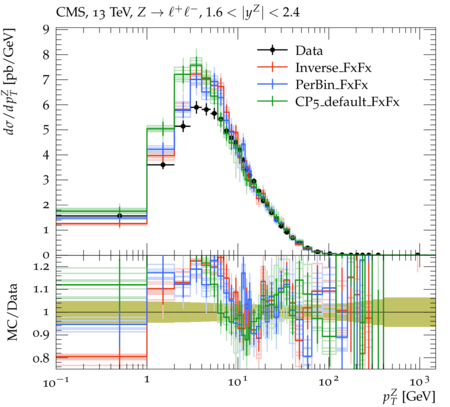 CMS, 13 TeV, Z → ℓ⁺ℓ⁻, 1.6 < |y^Z| < 2.4
dσ/dp_T^Z [pb/GeV]
9
8
7
6
5
4
3
2
1
0
Data
Inverse_FxFx
PerBin_FxFx
CP5_default_FxFx
MC/Data
1.2
1.1
1
0.9
0.8
10⁻¹ 1 10¹ 10² 10³
p_T^Z [GeV]